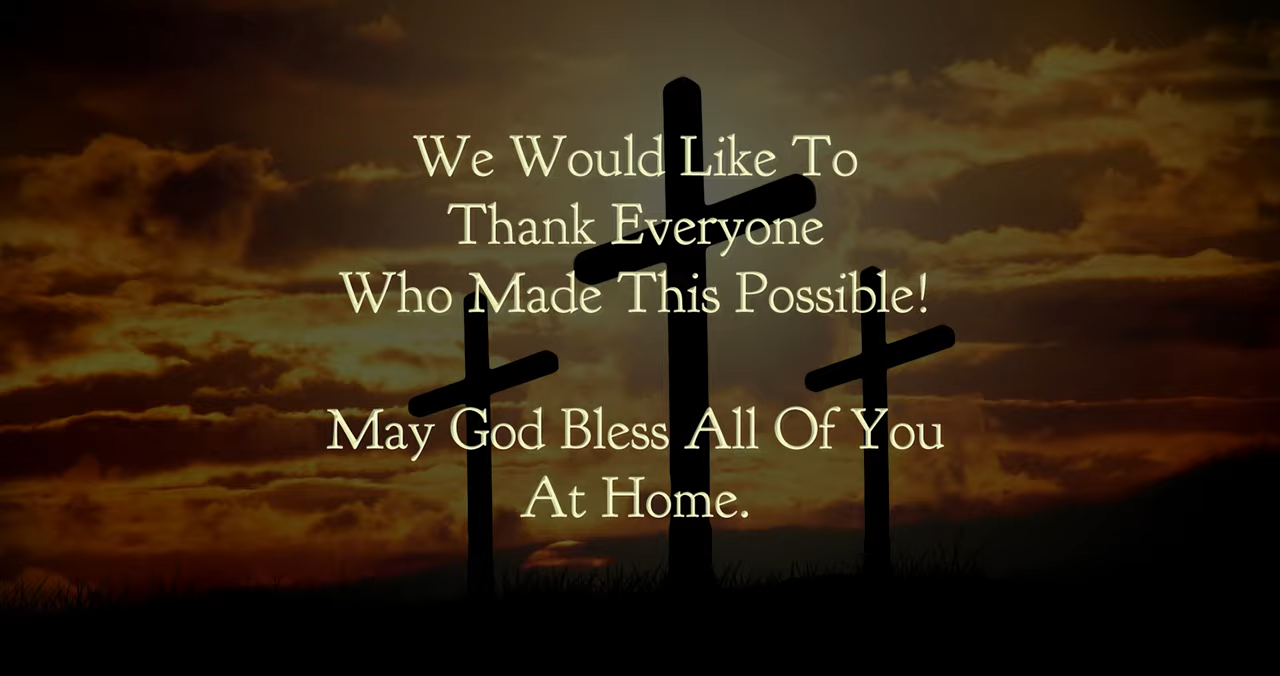 We Would Like To
Thank Everyone
Who Made This Possible!
May God Bless All Of You
At Home.